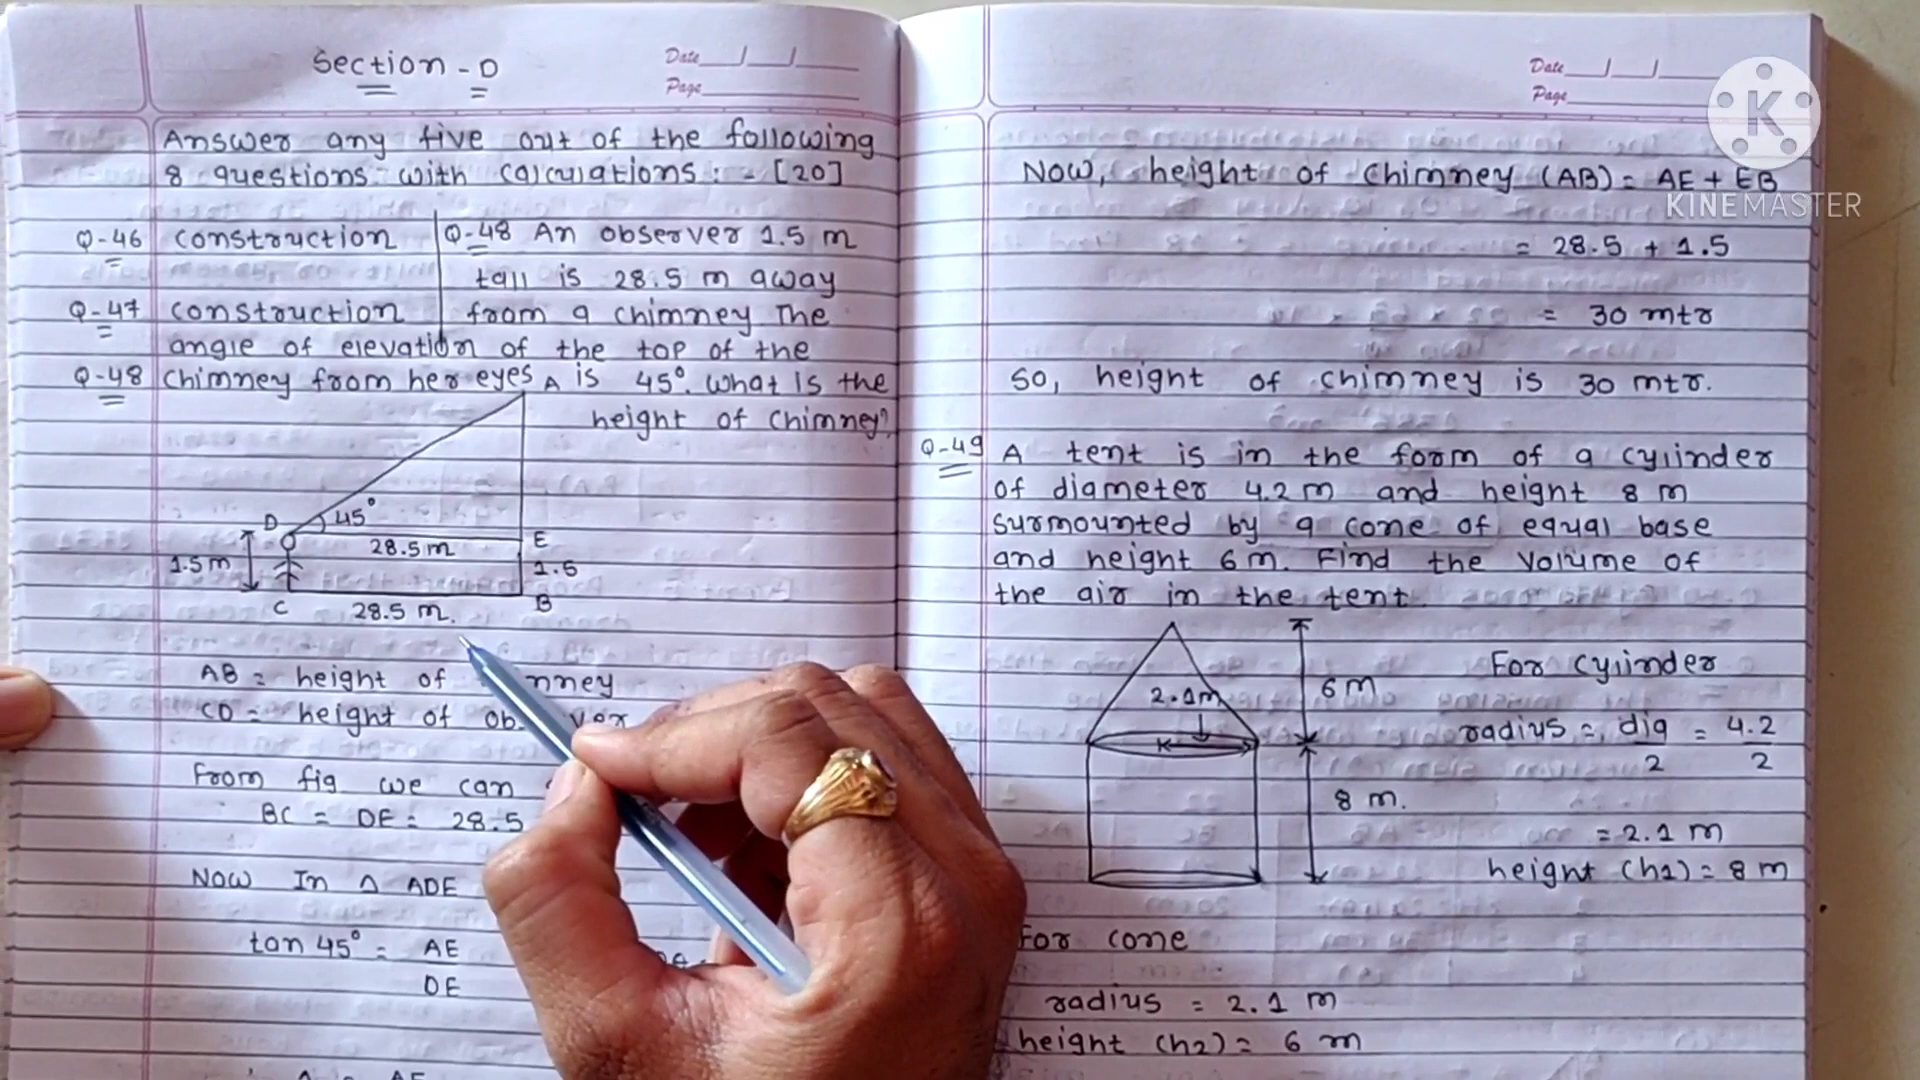 Section - D
Date
Page
Answer any five out of the following
8 questions with calculations: - [20]
Q-46 construction
Q-47 construction
Q-48 An observer 1.5 m
tall is 28.5 m away
from a chimney The
angle of elevation of the top of the
Q-48 chimney from her eyes is 45°. What is the
height of chimney?
A
D 45°
28.5 m E
1.5 m 1.5
C 28.5 m. B
AB = height of nney
CD = height of ob ver
From fig we can
BC = DE = 28.5
Now In Δ ADE
tan 45° = AE
DE
Date
Page
K
KINEMASTER
Now, height of chimney (AB) = AE + EB
= 28.5 + 1.5
= 30 mtr
So, height of chimney is 30 mtr.
Q-49 A tent is in the form of a cylinder
of diameter 4.2 m and height 8 m
surmounted by a cone of equal base
and height 6 m. Find the volume of
the air in the tent.
2.1m
6 m
8 m.
For cylinder
radius = dia = 4.2
2 2
= 2.1 m
height (h1) = 8 m
For cone
radius = 2.1 m
height (h2) = 6 m